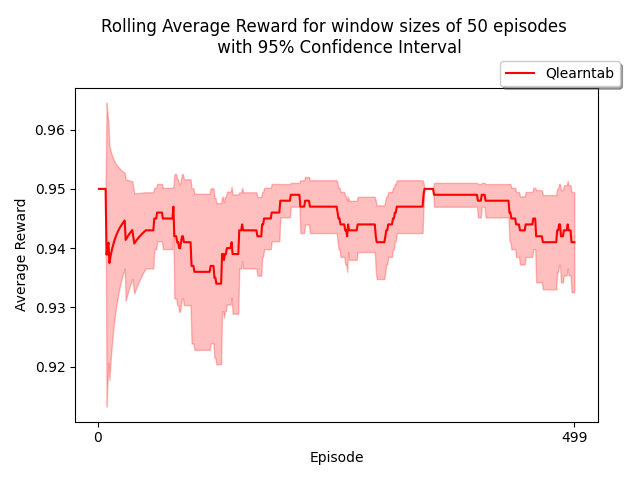 Rolling Average Reward for window sizes of 50 episodes
with 95% Confidence Interval
Qlearntab
0.96
0.95
0.94
0.93
0.92
Average Reward
0
499
Episode